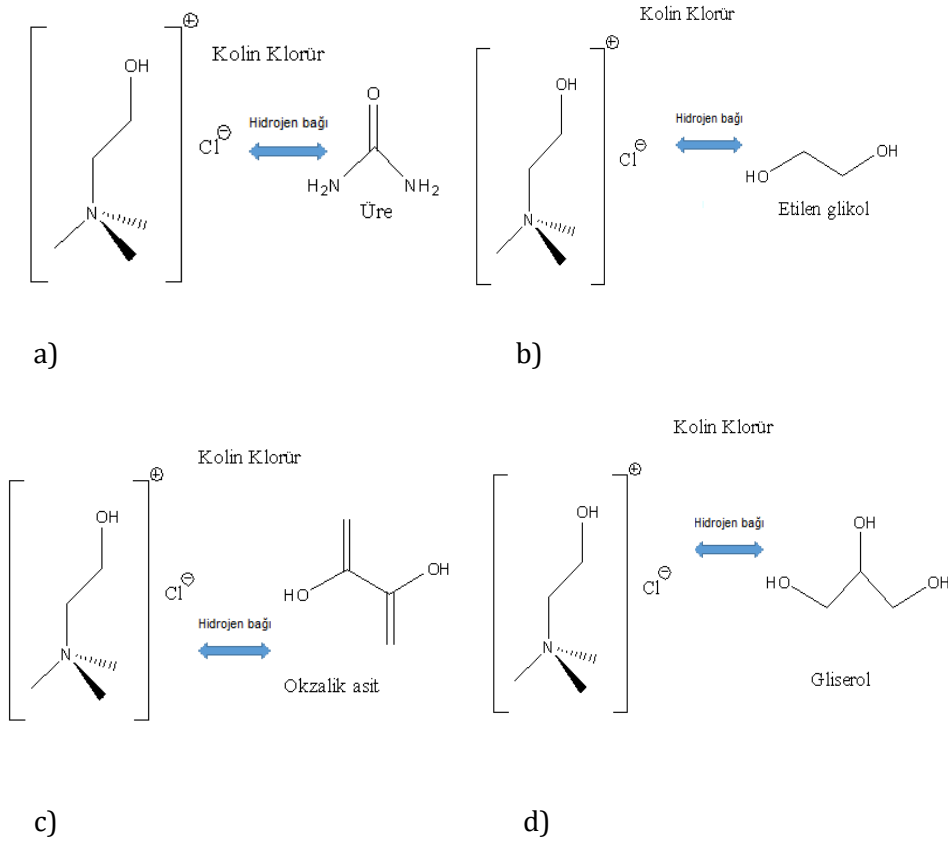 ⊕
OH
Kolin Klorür
Cl⊖
Hidrojen bağı
O
H₂N
NH₂
N
Üre
a)
Kolin Klorür
⊕
OH
Hidrojen bağı
Cl⊖
HO
OH
N
Etilen glikol
b)
Kolin Klorür
⊕
OH
Cl⊖
HO
OH
Hidrojen bağı
N
Okzalik asit
c)
Kolin Klorür
⊕
OH
Hidrojen bağı
OH
Cl⊖
HO
OH
N
Gliserol
d)